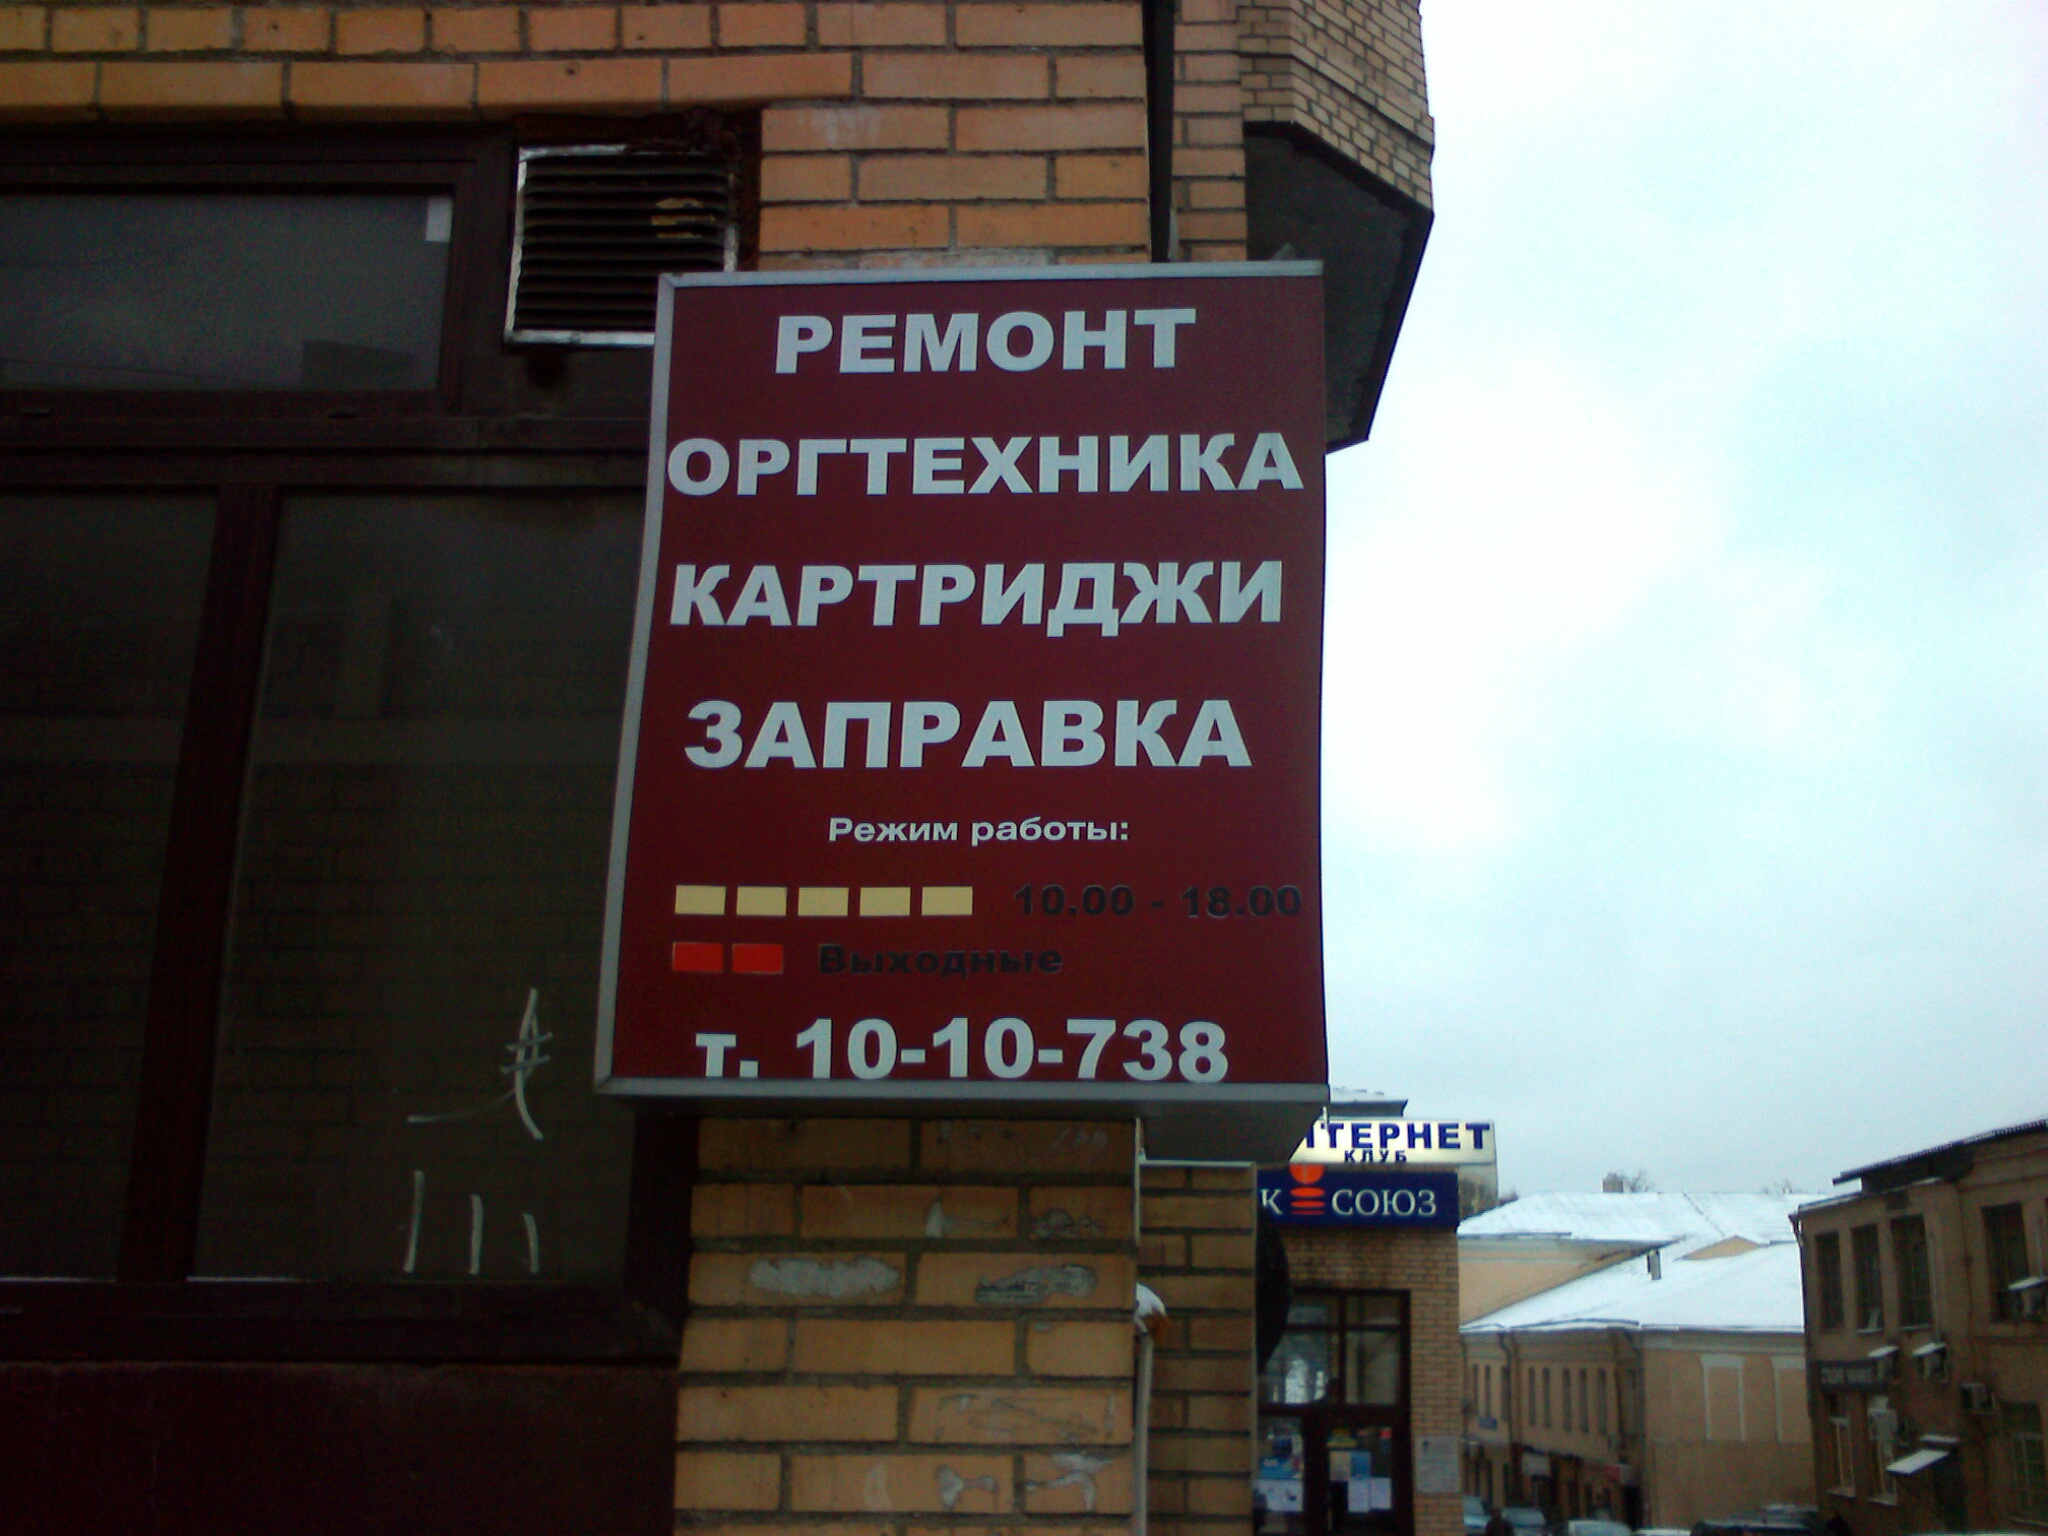 РЕМОНТ
ОРГТЕХНИКА
КАРТРИДЖИ
ЗАПРАВКА
Режим работы:
10.00 - 18.00
Выходные
т. 10-10-738
ТЕРНЕТ
КЛУБ
К СОЮЗ